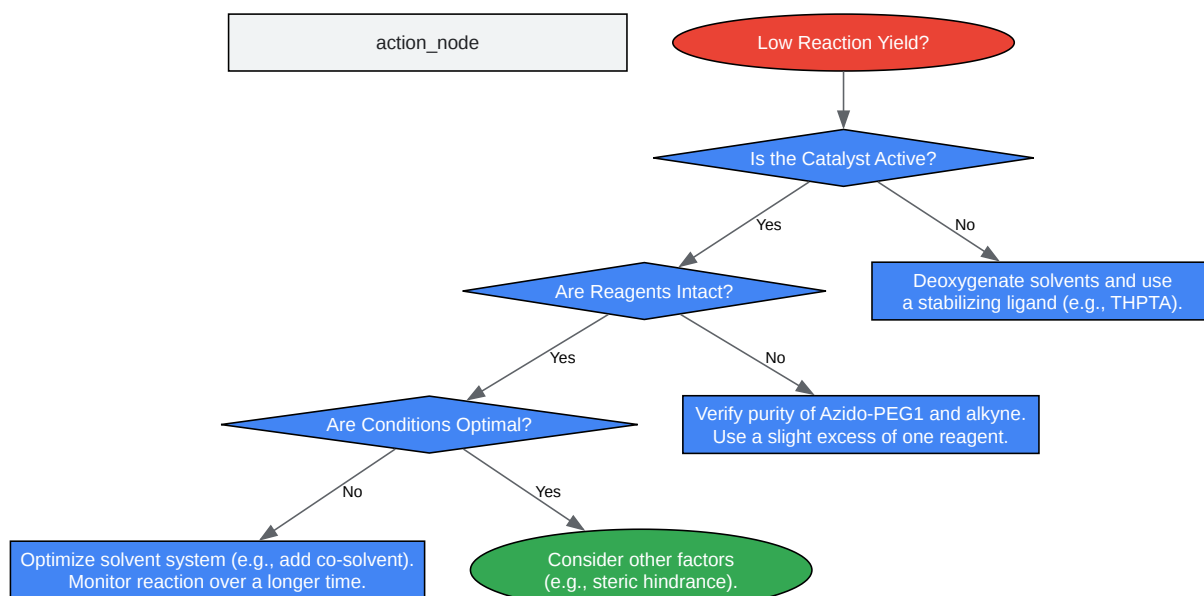 action_node
Low Reaction Yield?
Is the Catalyst Active?
Yes
No
Are Reagents Intact?
Deoxygenate solvents and use
a stabilizing ligand (e.g., THPTA).
Yes
No
Are Conditions Optimal?
Verify purity of Azido-PEG1 and alkyne.
Use a slight excess of one reagent.
No
Yes
Optimize solvent system (e.g., add co-solvent).
Monitor reaction over a longer time.
Consider other factors
(e.g., steric hindrance).